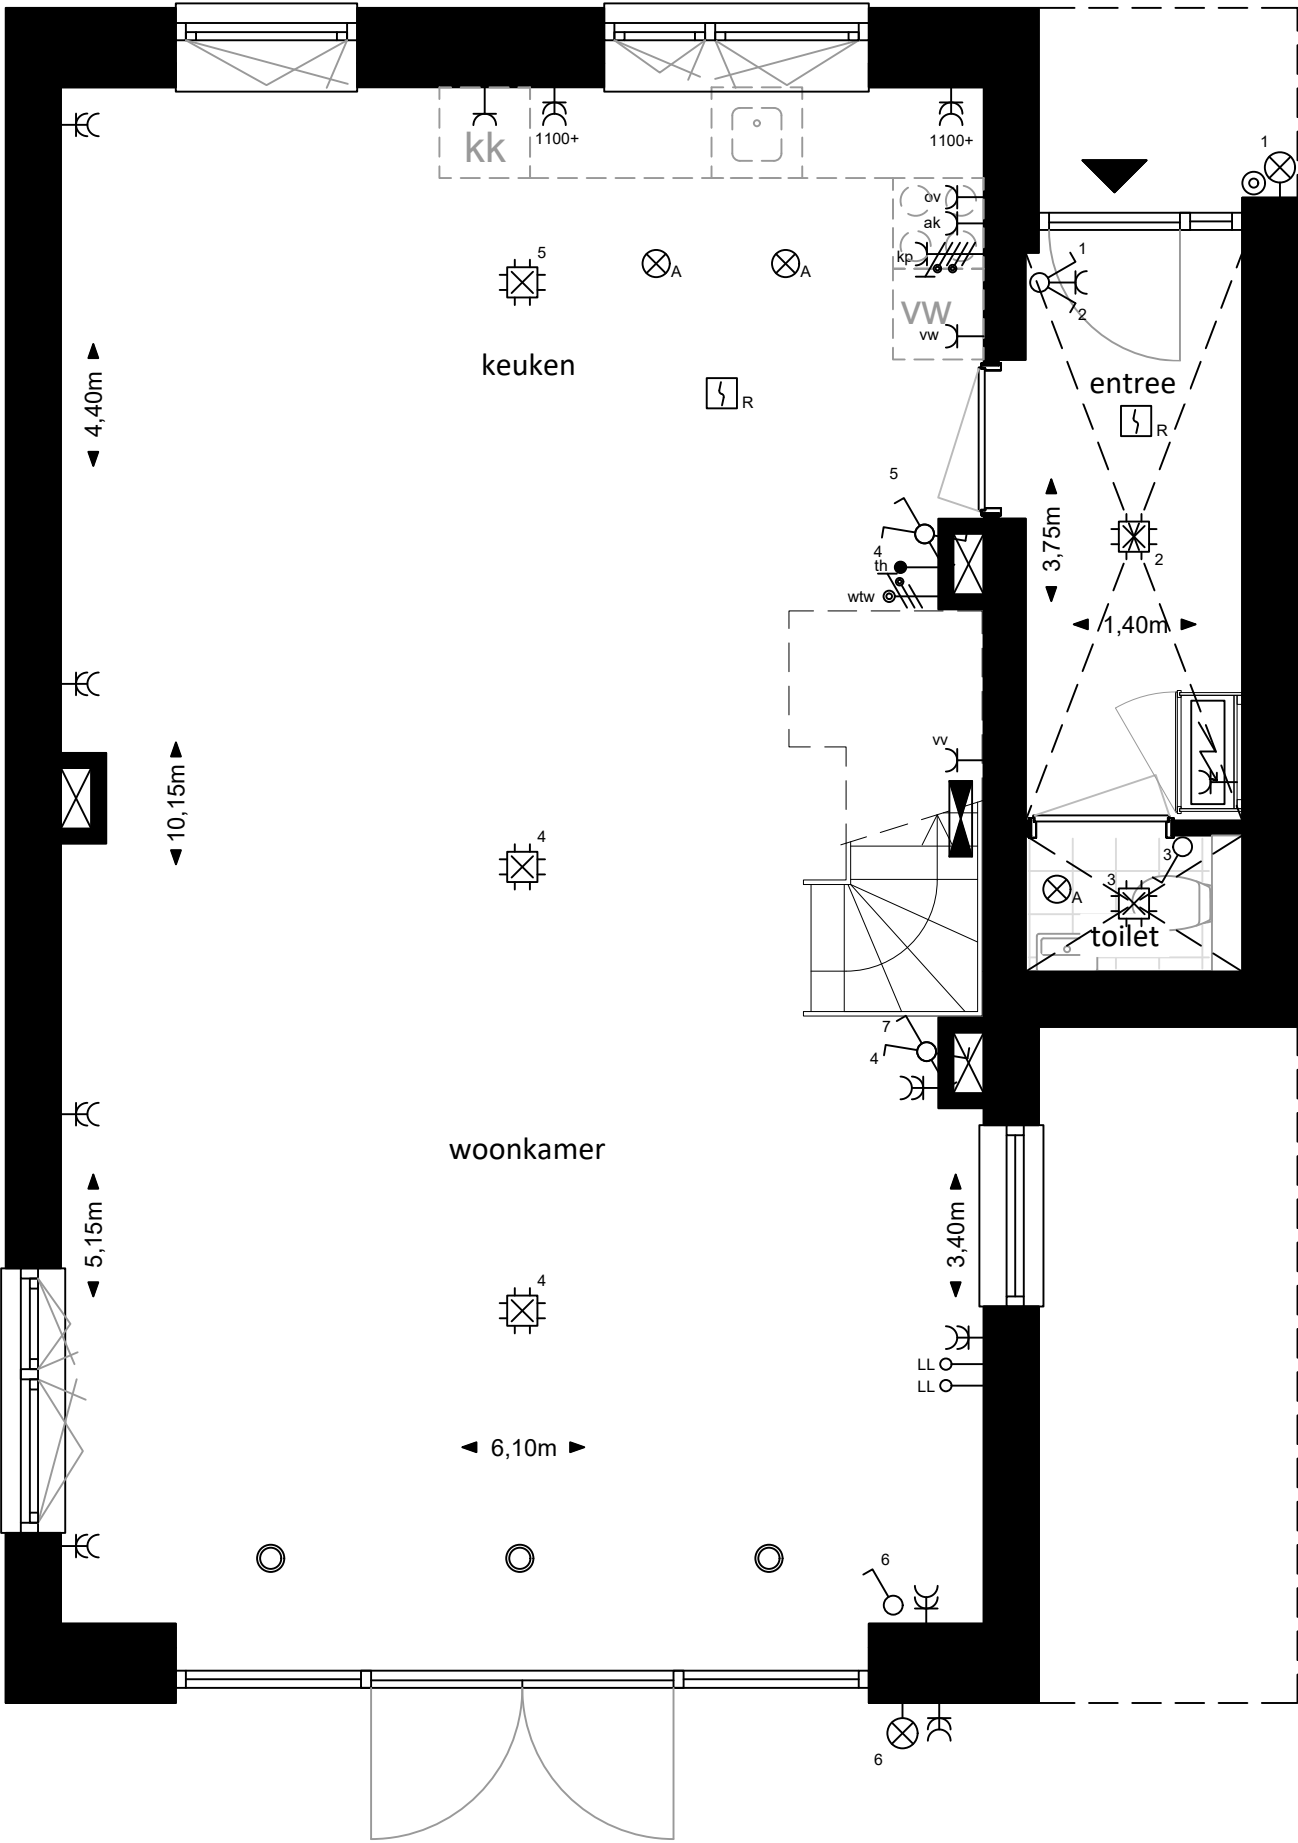 kk
1100+
1100+
1
ov
ak
kp
vw
vw
1
2
5
A
A
keuken
R
entree
R
4,40m
5
4
th
wtw
3,75m
2
1,40m
vv
10,15m
4
3
3
A
toilet
7
4
woonkamer
5,15m
3,40m
4
LL
LL
6,10m
6
6